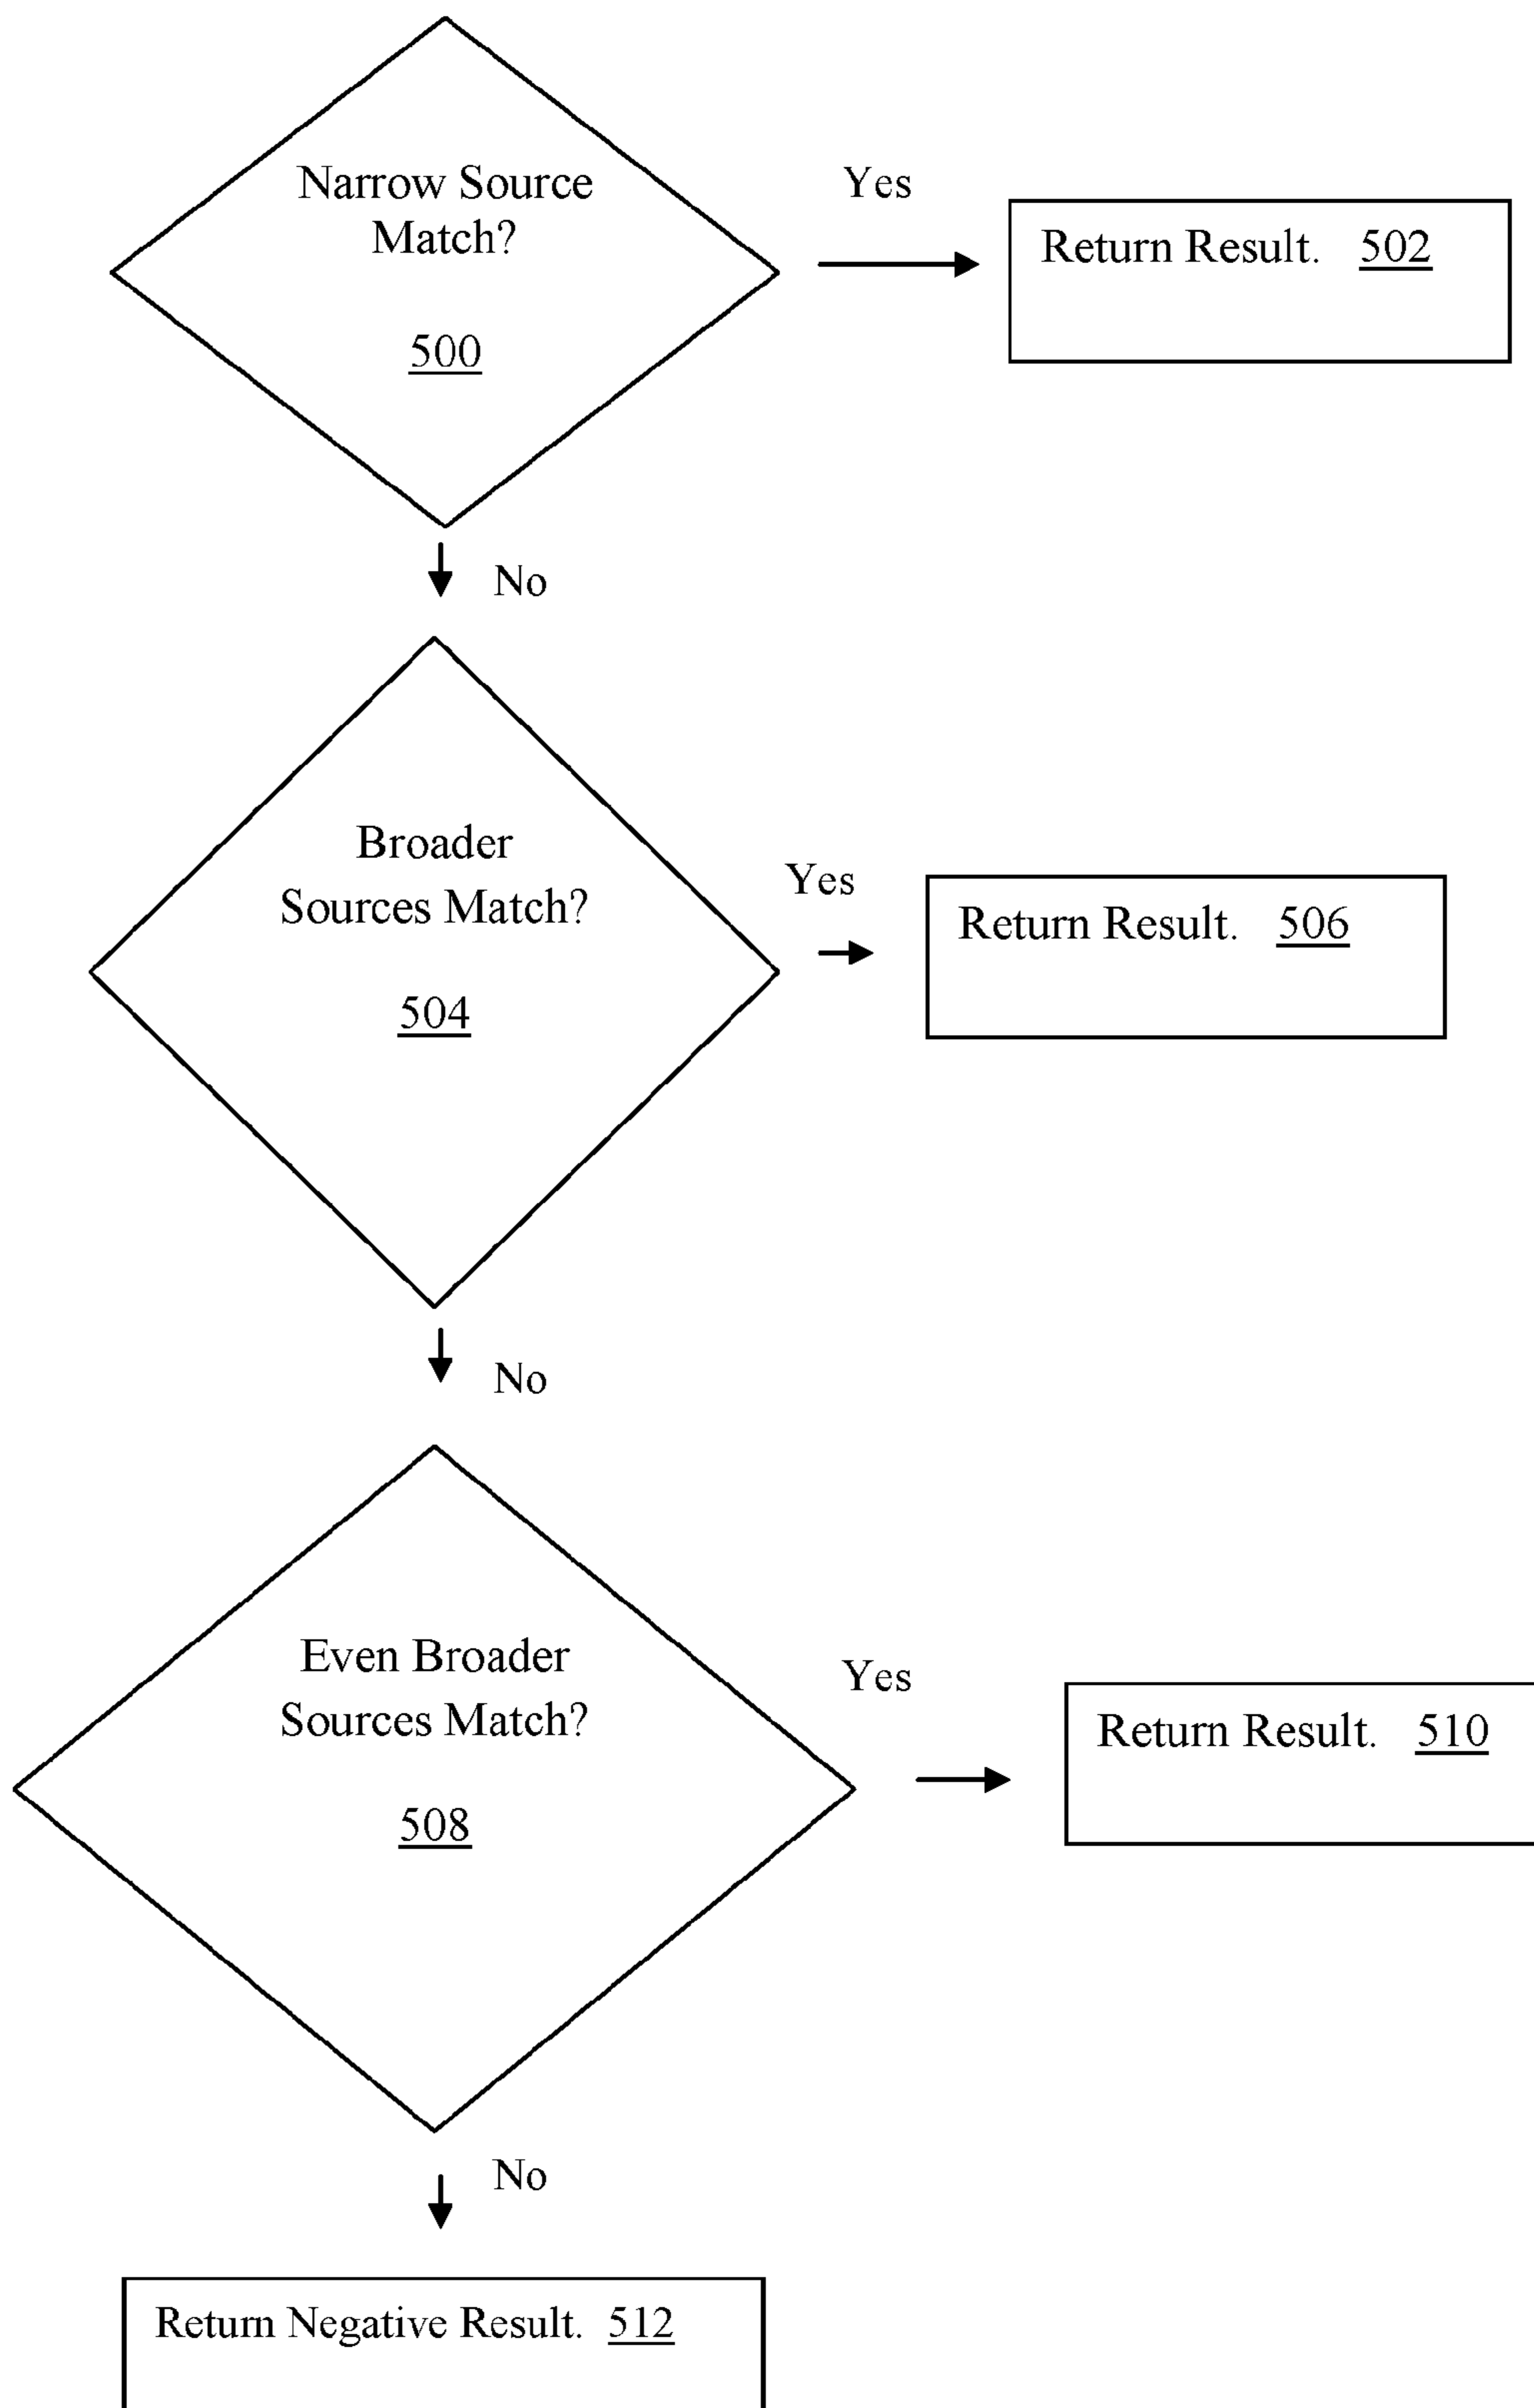 Narrow Source
Match?
Yes
Return Result. 502
500
No
Broader
Sources Match?
Yes
Return Result. 506
504
No
Even Broader
Sources Match?
Yes
Return Result. 510
508
No
Return Negative Result. 512